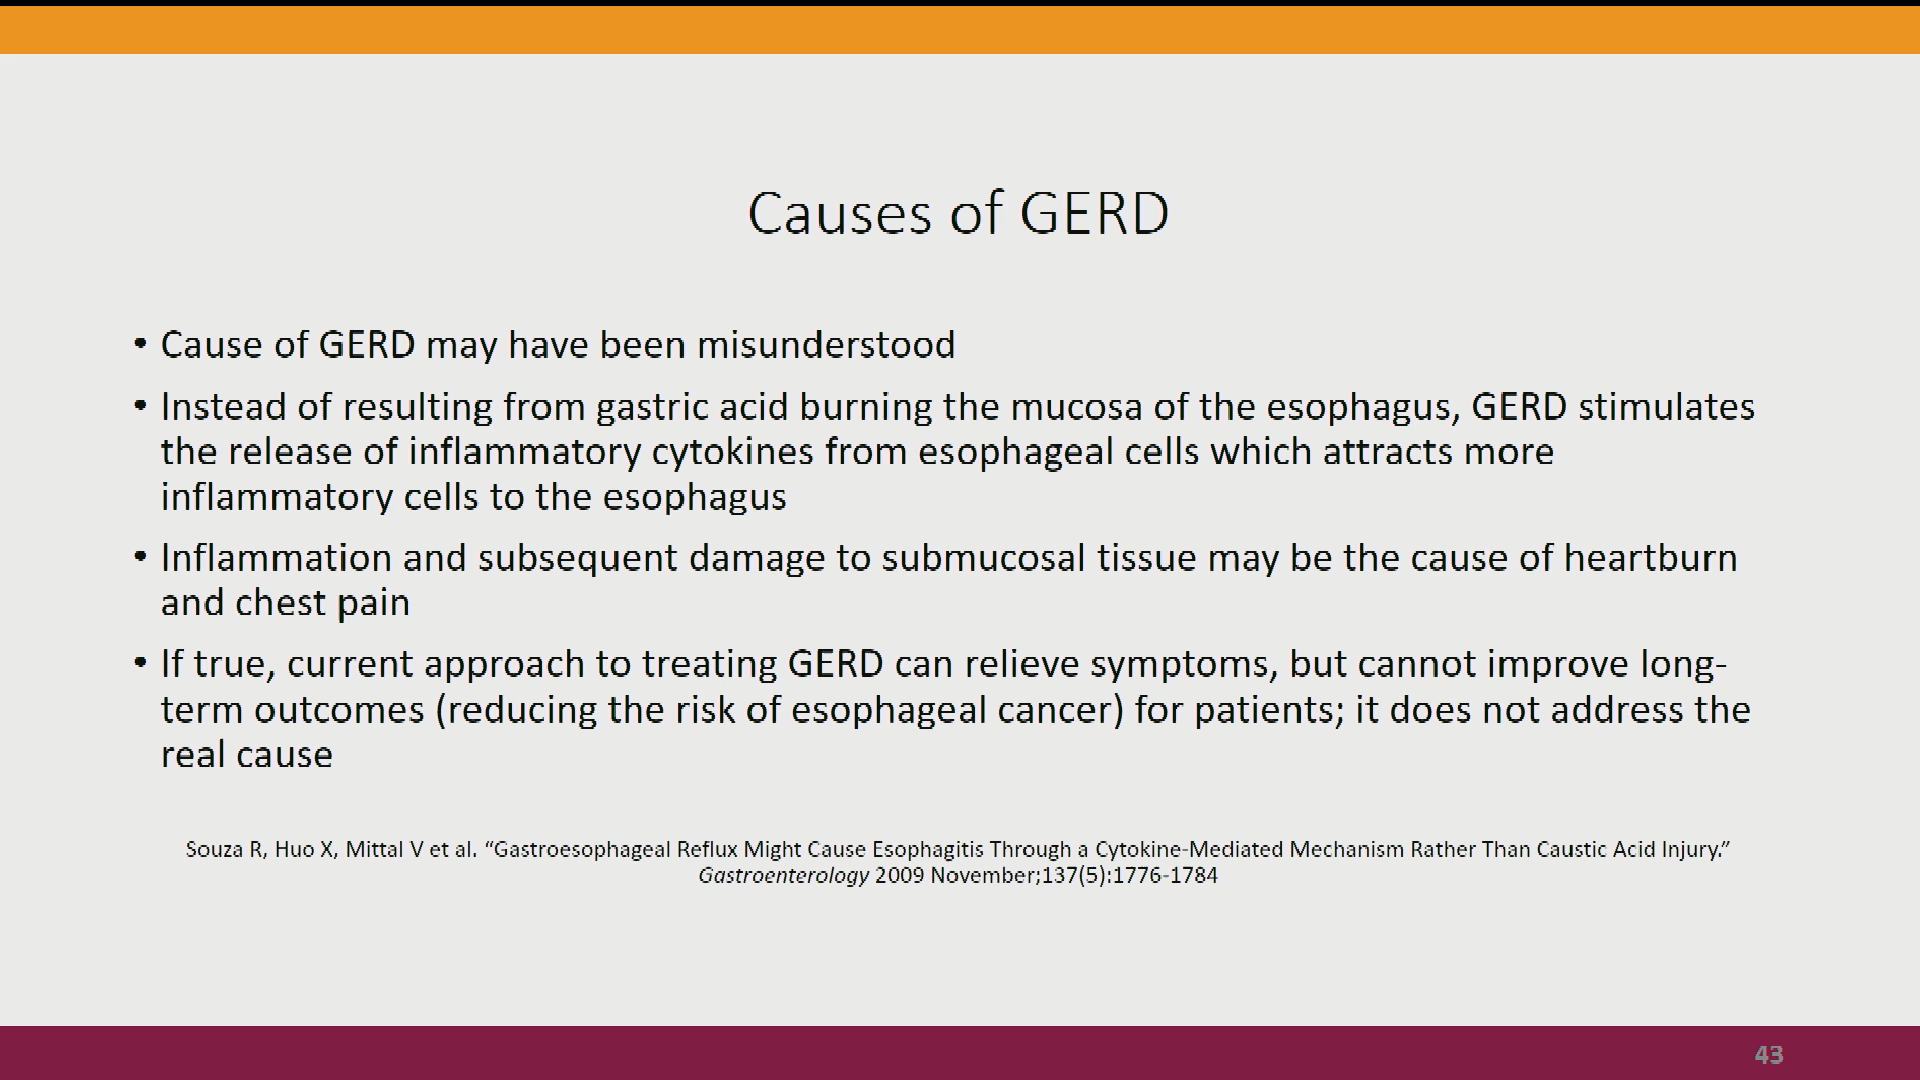 Causes of GERD
• Cause of GERD may have been misunderstood
• Instead of resulting from gastric acid burning the mucosa of the esophagus, GERD stimulates
the release of inflammatory cytokines from esophageal cells which attracts more
inflammatory cells to the esophagus
• Inflammation and subsequent damage to submucosal tissue may be the cause of heartburn
and chest pain
• If true, current approach to treating GERD can relieve symptoms, but cannot improve long-
term outcomes (reducing the risk of esophageal cancer) for patients; it does not address the
real cause
Souza R, Huo X, Mittal V et al. “Gastroesophageal Reflux Might Cause Esophagitis Through a Cytokine-Mediated Mechanism Rather Than Caustic Acid Injury.”
Gastroenterology 2009 November;137(5):1776-1784
43